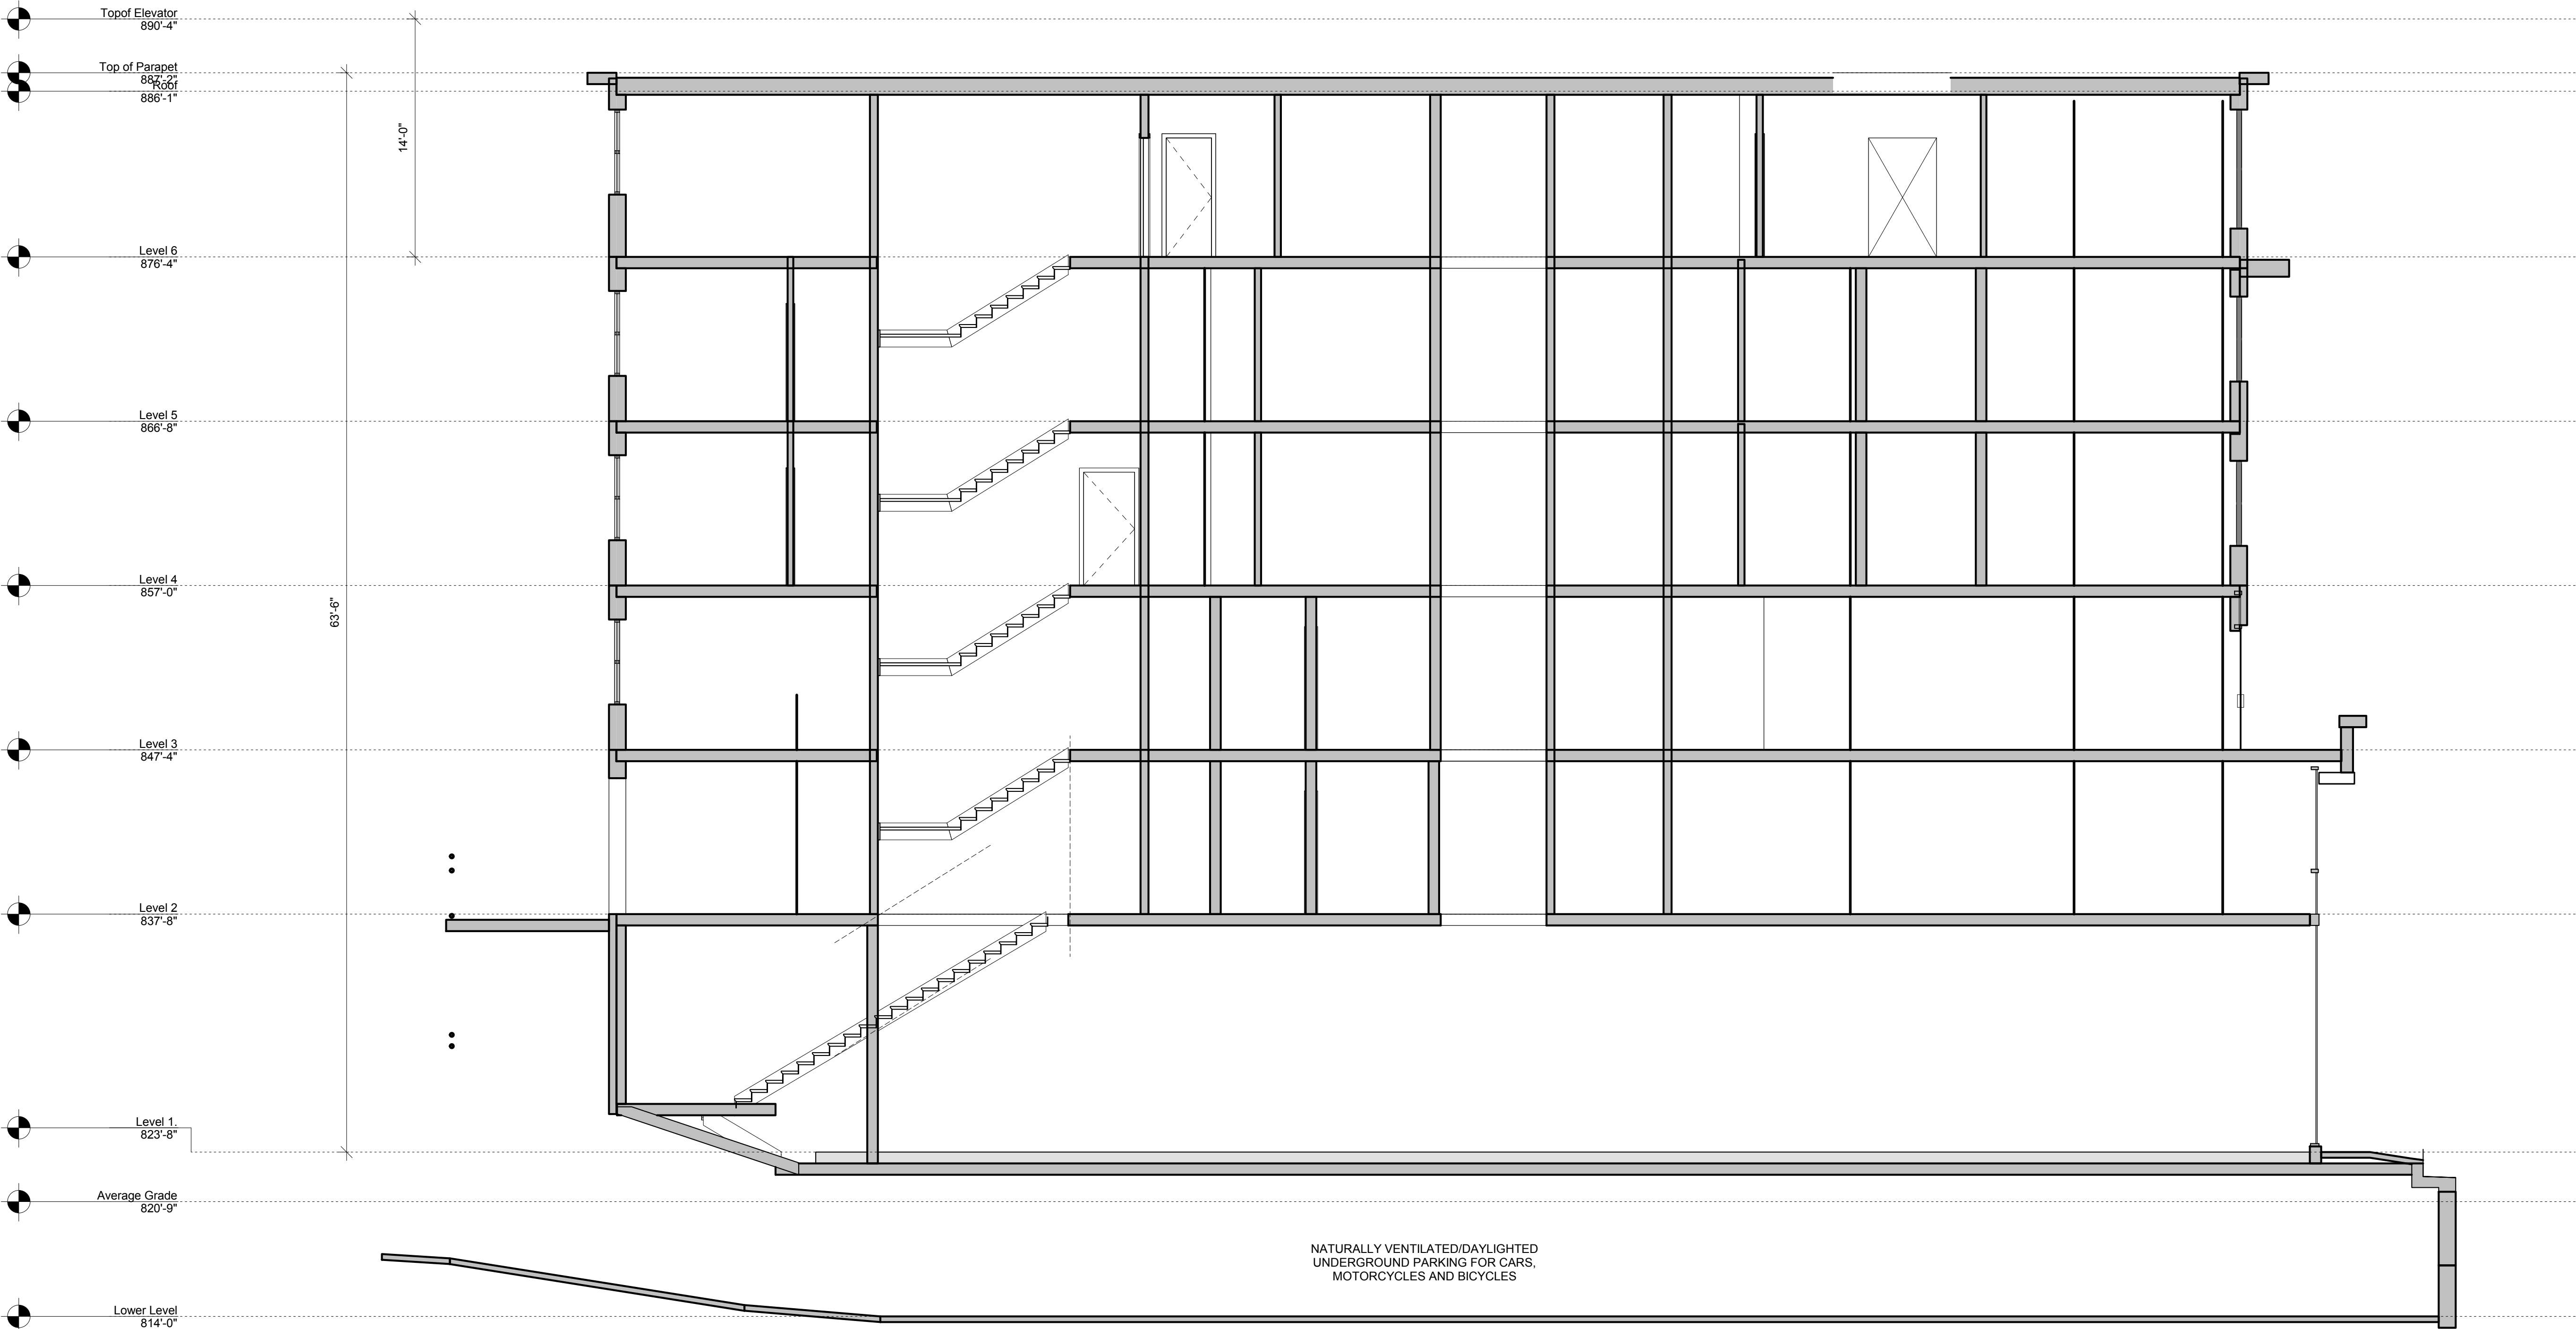 Topof Elevator
890'-4"
Top of Parapet
887'-2"
Roof
886'-1"
14'-0"
Level 6
876'-4"
Level 5
866'-8"
Level 4
857'-0"
63'-6"
Level 3
847'-4"
Level 2
837'-8"
Level 1.
823'-8"
Average Grade
820'-9"
NATURALLY VENTILATED/DAYLIGHTED
UNDERGROUND PARKING FOR CARS,
MOTORCYCLES AND BICYCLES
Lower Level
814'-0"